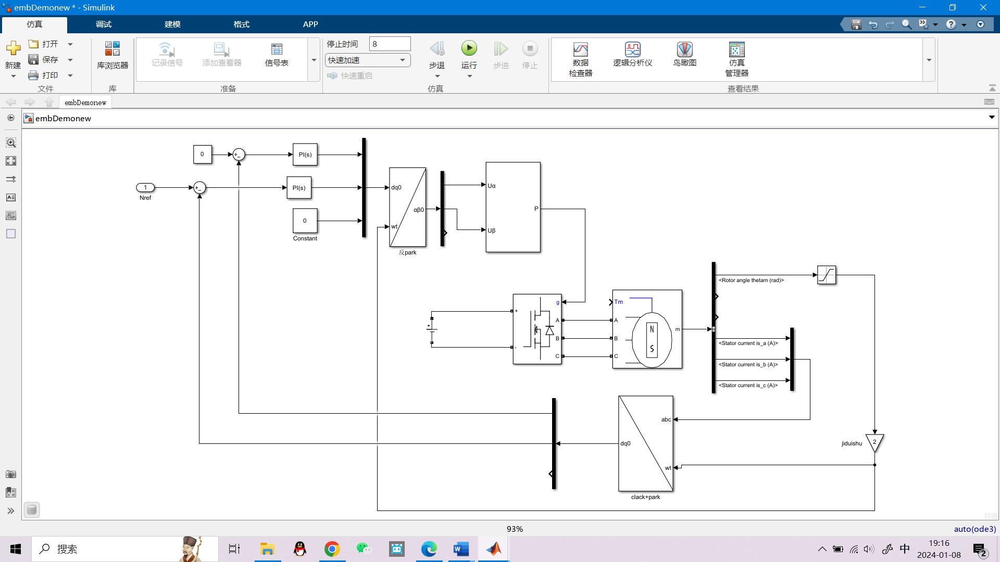 embDemonew * - Simulink
仿真
调试
建模
格式
APP
新建
打开
保存
打印
文件
库浏览器
库
记录信号
添加查看器
信号表
准备
停止时间
8
快速加速
快速重启
步退
运行
步进
停止
仿真
数据
检查器
逻辑分析仪
鸟瞰图
仿真
管理器
查看结果
embDemonew
embDemonew
0
+
-
PI(s)
1
Nref
+
-
PI(s)
0
Constant
dq0
αβ0
wt
反park
Uα
Uβ
P
g
+
-
A
B
C
+
Tm
A
B
C
N
S
m
<Rotor angle thetam (rad)>
<Stator current is_a (A)>
<Stator current is_b (A)>
<Stator current is_c (A)>
abc
dq0
wt
clack+park
jiduishu
2
93%
auto(ode3)
搜索
中
19:16
2024-01-08
2